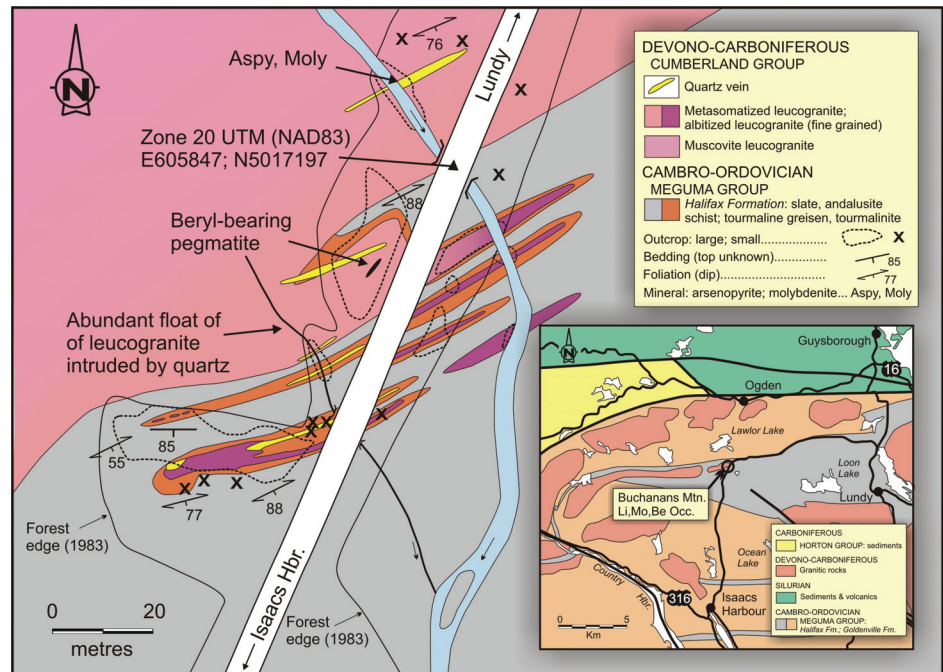 N
Aspy, Moly
76
X
X
X
X
Lundy
Zone 20 UTM (NAD83)
E605847; N5017197
88
Beryl-bearing
pegmatite
Abundant float of
of leucogranite
intruded by quartz
X
X X
X
X
85
55
X
X
X
77
88
Forest
edge (1983)
Forest
edge (1983)
Isaacs Hbr.
0 20
metres
DEVONO-CARBONIFEROUS
CUMBERLAND GROUP
Quartz vein
Metasomatized leucogranite;
albitized leucogranite (fine grained)
Muscovite leucogranite
CAMBRO-ORDOVICIAN
MEGUMA GROUP
Halifax Formation: slate, andalusite
schist; tourmaline greisen, tourmalinite
Outcrop: large; small.................. X
Bedding (top unknown)............... 85
Foliation (dip)............................. 77
Mineral: arsenopyrite; molybdenite... Aspy, Moly
N
Guysborough
16
Ogden
Lawlor Lake
Loon
Lake
Lundy
Buchanans Mtn.
Li,Mo,Be Occ.
Ocean
Lake
Country
Hbr.
316
Isaacs
Harbour
0 5
Km
CARBONIFEROUS
HORTON GROUP: sediments
DEVONO-CARBONIFEROUS
Granitic rocks
SILURIAN
Sediments & volcanics
CAMBRO-ORDOVICIAN
MEGUMA GROUP:
Halifax Fm.; Goldenville Fm.